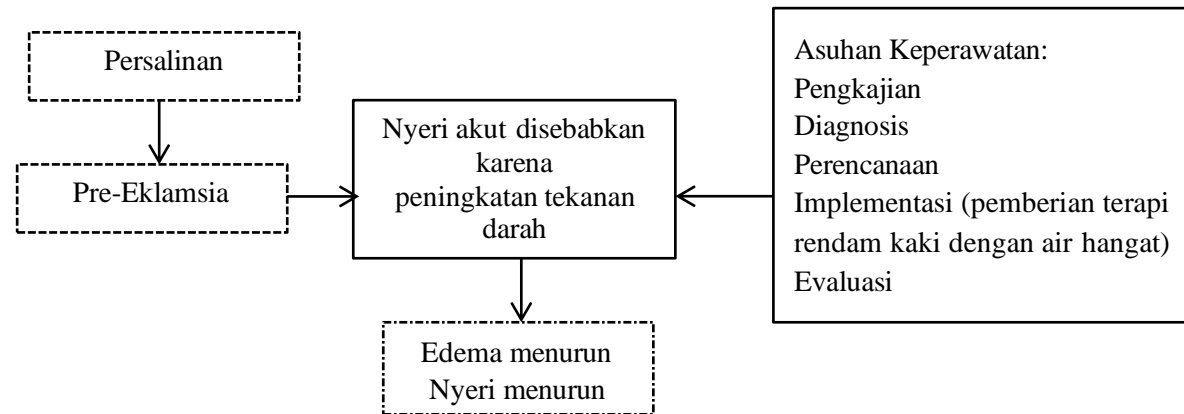 Persalinan
Pre-Eklamsia
Nyeri akut disebabkan
karena
peningkatan tekanan
darah
Edema menurun
Nyeri menurun
Asuhan Keperawatan:
Pengkajian
Diagnosis
Perencanaan
Implementasi (pemberian terapi
rendam kaki dengan air hangat)
Evaluasi